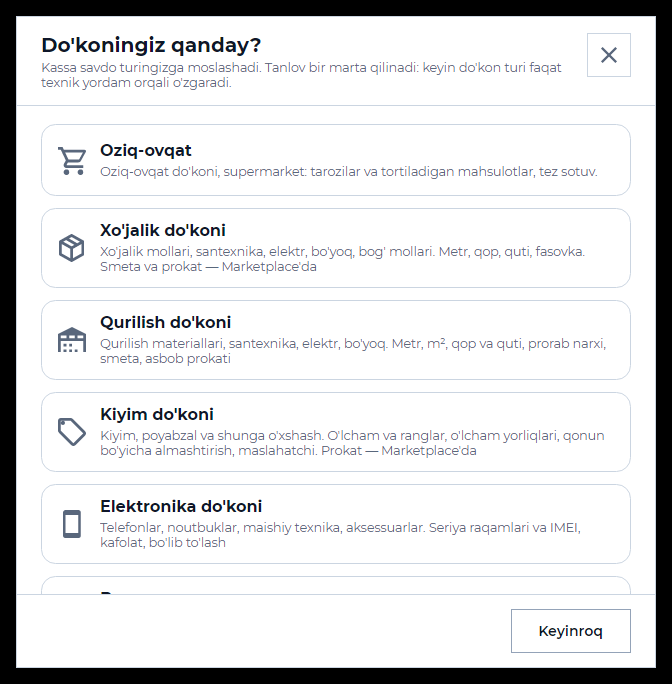 Do'koningiz qanday?
Kassa savdo turingizga moslashadi. Tanlov bir marta qilinadi: keyin do'kon turi faqat
texnik yordam orqali o'zgaradi.
Oziq-ovqat
Oziq-ovqat do'koni, supermarket: tarozilar va tortiladigan mahsulotlar, tez sotuv.
Xo'jalik do'koni
Xo'jalik mollari, santexnika, elektr, bo'yoq, bog' mollari. Metr, qop, quti, fasovka.
Smeta va prokat — Marketplace'da
Qurilish do'koni
Qurilish materiallari, santexnika, elektr, bo'yoq. Metr, m², qop va quti, prorab narxi,
smeta, asbob prokati
Kiyim do'koni
Kiyim, poyabzal va shunga o'xshash. O'lcham va ranglar, o'lcham yorliqlari, qonun
bo'yicha almashtirish, maslahatchi. Prokat — Marketplace'da
Elektronika do'koni
Telefonlar, noutbuklar, maishiy texnika, aksessuarlar. Seriya raqamlari va IMEI,
kafolat, bo'lib to'lash
Keyinroq